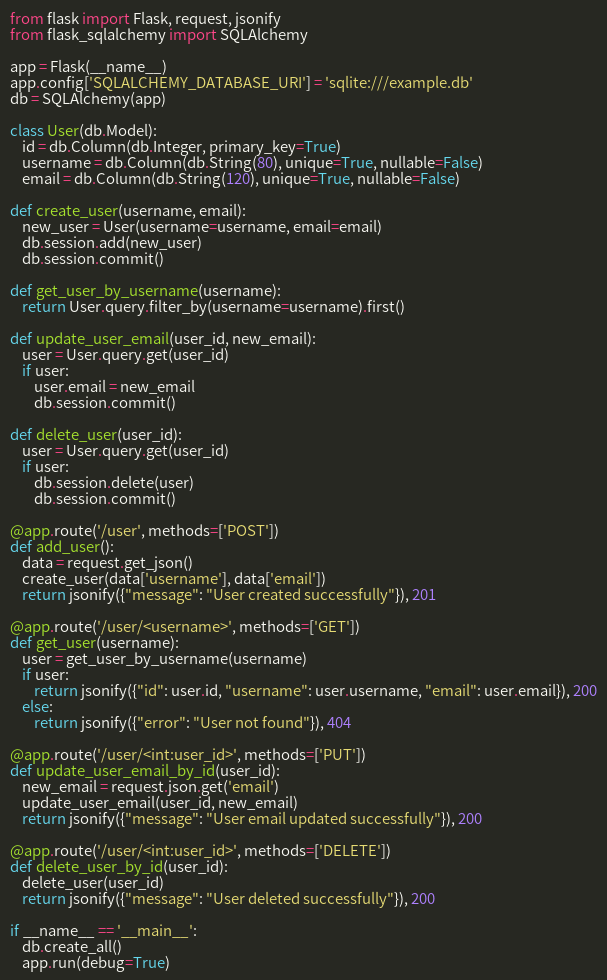 from flask import Flask, request, jsonify
from flask_sqlalchemy import SQLAlchemy

app = Flask(__name__)
app.config['SQLALCHEMY_DATABASE_URI'] = 'sqlite:///example.db'
db = SQLAlchemy(app)

class User(db.Model):
    id = db.Column(db.Integer, primary_key=True)
    username = db.Column(db.String(80), unique=True, nullable=False)
    email = db.Column(db.String(120), unique=True, nullable=False)

def create_user(username, email):
    new_user = User(username=username, email=email)
    db.session.add(new_user)
    db.session.commit()

def get_user_by_username(username):
    return User.query.filter_by(username=username).first()

def update_user_email(user_id, new_email):
    user = User.query.get(user_id)
    if user:
        user.email = new_email
        db.session.commit()

def delete_user(user_id):
    user = User.query.get(user_id)
    if user:
        db.session.delete(user)
        db.session.commit()

@app.route('/user', methods=['POST'])
def add_user():
    data = request.get_json()
    create_user(data['username'], data['email'])
    return jsonify({"message": "User created successfully"}), 201

@app.route('/user/<username>', methods=['GET'])
def get_user(username):
    user = get_user_by_username(username)
    if user:
        return jsonify({"id": user.id, "username": user.username, "email": user.email}), 200
    else:
        return jsonify({"error": "User not found"}), 404

@app.route('/user/<int:user_id>', methods=['PUT'])
def update_user_email_by_id(user_id):
    new_email = request.json.get('email')
    update_user_email(user_id, new_email)
    return jsonify({"message": "User email updated successfully"}), 200

@app.route('/user/<int:user_id>', methods=['DELETE'])
def delete_user_by_id(user_id):
    delete_user(user_id)
    return jsonify({"message": "User deleted successfully"}), 200

if __name__ == '__main__':
    db.create_all()
    app.run(debug=True)